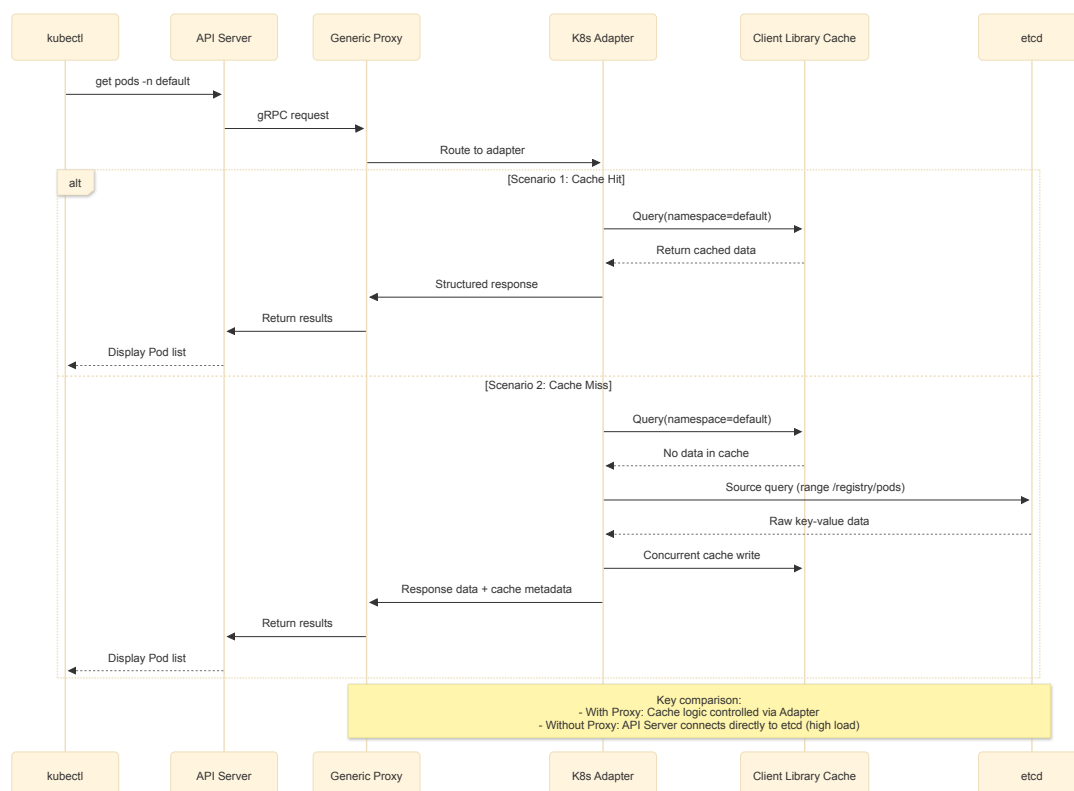 kubectl
API Server
Generic Proxy
K8s Adapter
Client Library Cache
etcd
get pods -n default
gRPC request
Route to adapter
alt
[Scenario 1: Cache Hit]
Query(namespace=default)
Return cached data
Structured response
Return results
Display Pod list
[Scenario 2: Cache Miss]
Query(namespace=default)
No data in cache
Source query (range /registry/pods)
Raw key-value data
Concurrent cache write
Response data + cache metadata
Return results
Display Pod list
Key comparison:
- With Proxy: Cache logic controlled via Adapter
- Without Proxy: API Server connects directly to etcd (high load)
kubectl
API Server
Generic Proxy
K8s Adapter
Client Library Cache
etcd